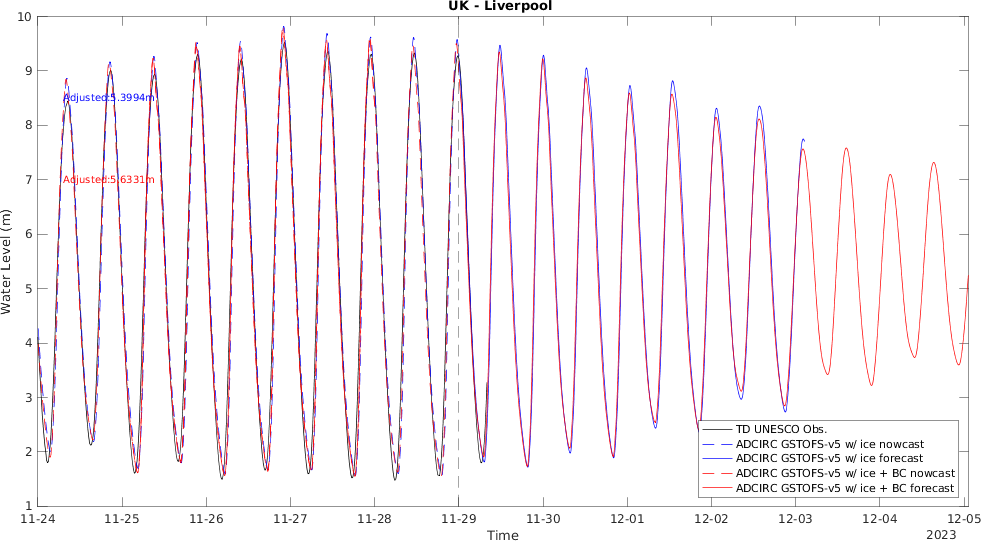 UK - Liverpool
10
9
8
7
6
5
4
3
2
1
Water Level (m)
Adjusted:5.3994m
Adjusted:5.6331m
TD UNESCO Obs.
ADCIRC GSTOFS-v5 w/ ice nowcast
ADCIRC GSTOFS-v5 w/ ice forecast
ADCIRC GSTOFS-v5 w/ ice + BC nowcast
ADCIRC GSTOFS-v5 w/ ice + BC forecast
11-24 11-25 11-26 11-27 11-28 11-29 11-30 12-01 12-02 12-03 12-04 12-05
Time
2023